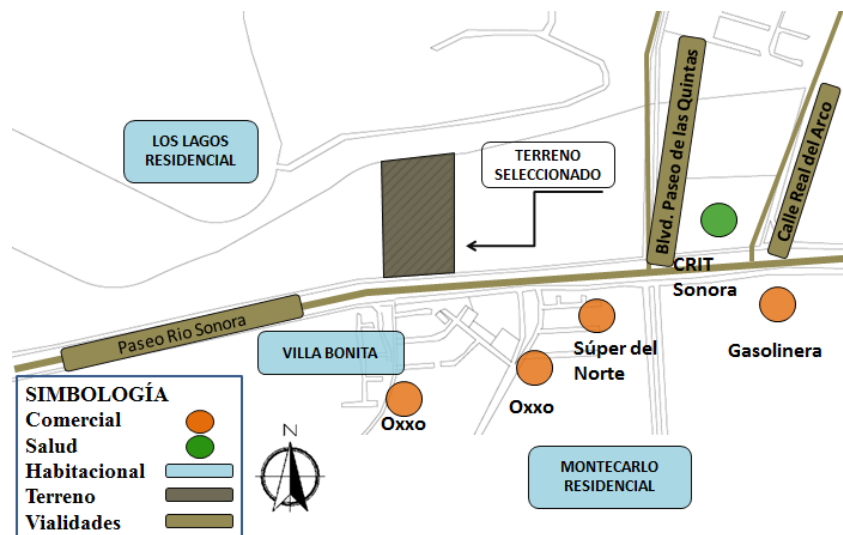 LOS LAGOS
RESIDENCIAL
TERRENO
SELECCIONADO
Blvd. Paseo de las Quintas
Calle Real del Arco
CRIT
Sonora
Paseo Rio Sonora
VILLA BONITA
Súper del
Norte
Gasolinera
Oxxo
Oxxo
MONTECARLO
RESIDENCIAL
SIMBOLOGÍA
Comercial
Salud
Habitacional
Terreno
Vialidades
N